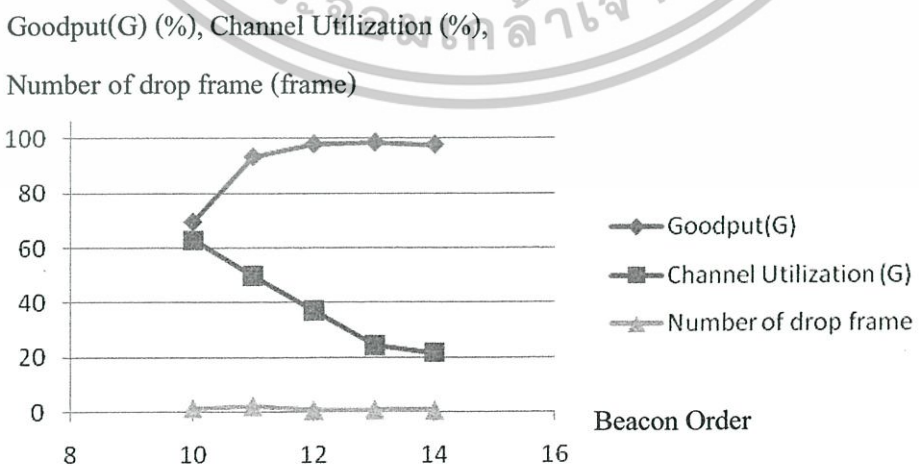 Goodput(G) (%), Channel Utilization (%),
Number of drop frame (frame)
100
80
60
40
20
0
8 10 12 14 16
Beacon Order
Goodput(G)
Channel Utilization (G)
Number of drop frame